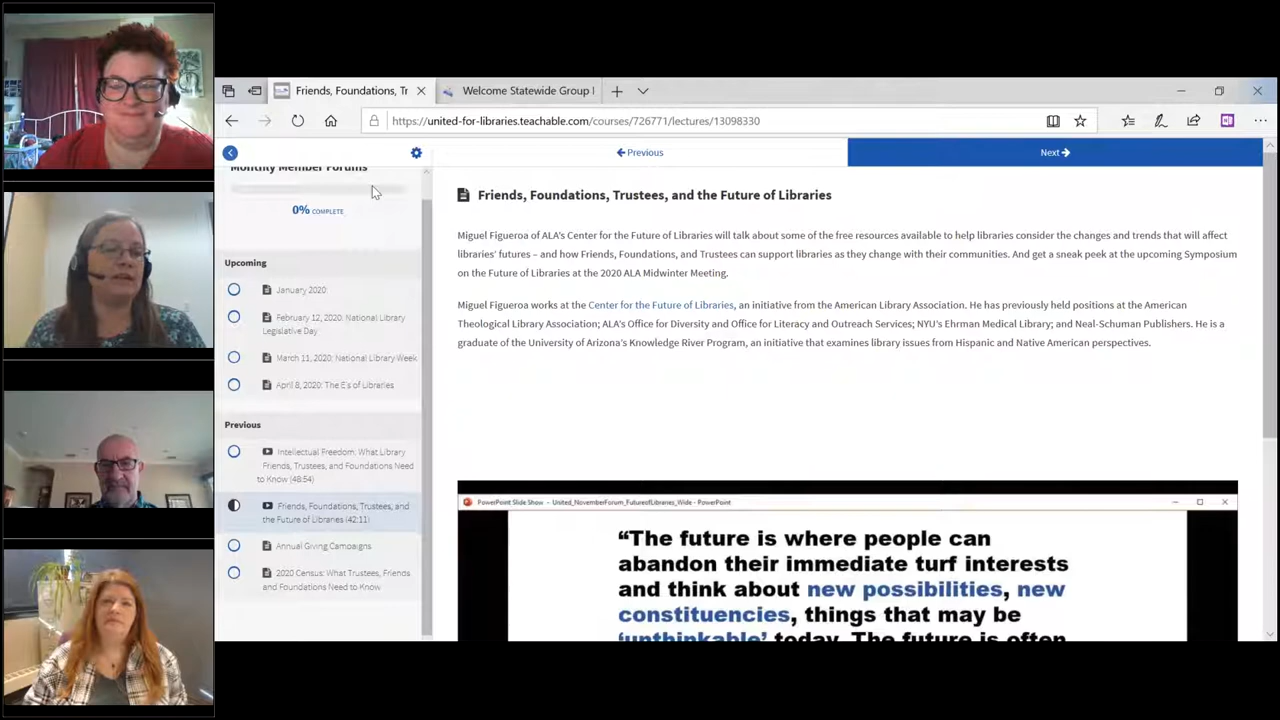 Friends, Foundations, Tr
Welcome Statewide Group !
https://united-for-libraries.teachable.com/courses/726771/lectures/13098330
Previous
Next
Monthly Member Forums
0% COMPLETE
Upcoming
January 2020:
February 12, 2020: National Library
Legislative Day
March 11, 2020: National Library Week
April 8, 2020: The E's of Libraries
Previous
Intellectual Freedom: What Library
Friends, Trustees, and Foundations Need
to Know (48:54)
Friends, Foundations, Trustees, and
the Future of Libraries (42:11)
Annual Giving Campaigns
2020 Census: What Trustees, Friends
and Foundations Need to Know
Friends, Foundations, Trustees, and the Future of Libraries
Miguel Figueroa of ALA's Center for the Future of Libraries will talk about some of the free resources available to help libraries consider the changes and trends that will affect
libraries' futures – and how Friends, Foundations, and Trustees can support libraries as they change with their communities. And get a sneak peek at the upcoming Symposium
on the Future of Libraries at the 2020 ALA Midwinter Meeting.
Miguel Figueroa works at the Center for the Future of Libraries, an initiative from the American Library Association. He has previously held positions at the American
Theological Library Association; ALA's Office for Diversity and Office for Literacy and Outreach Services; NYU's Ehrman Medical Library; and Neal-Schuman Publishers. He is a
graduate of the University of Arizona's Knowledge River Program, an initiative that examines library issues from Hispanic and Native American perspectives.
PowerPoint Slide Show - United_NovemberForum_FutureofLibraries_Wide - PowerPoint
“The future is where people can
abandon their immediate turf interests
and think about new possibilities, new
constituencies, things that may be
‘unthinkable’ today. The future is often